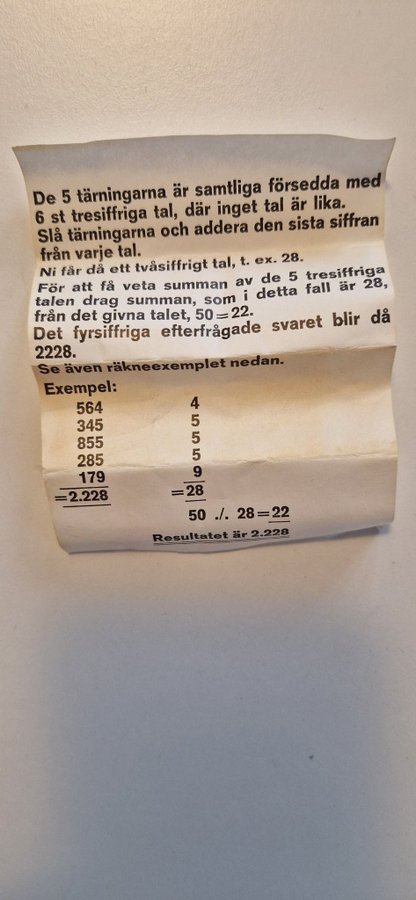 De 5 tärningarna är samtliga försedda med
6 st tresiffriga tal, där inget tal är lika.
Slå tärningarna och addera den sista siffran
från varje tal.
Ni får då ett tvåsiffrigt tal, t. ex. 28.
För att få veta summan av de 5 tresiffriga
talen drag summan, som i detta fall är 28,
från det givna talet, 50=22.
Det fyrsiffriga efterfrågade svaret blir då
2228.
Se även räkneexemplet nedan.
Exempel:
564 4
345 5
855 5
285 5
179 9
=2.228 =28
50 ./. 28=22
Resultatet är 2.228